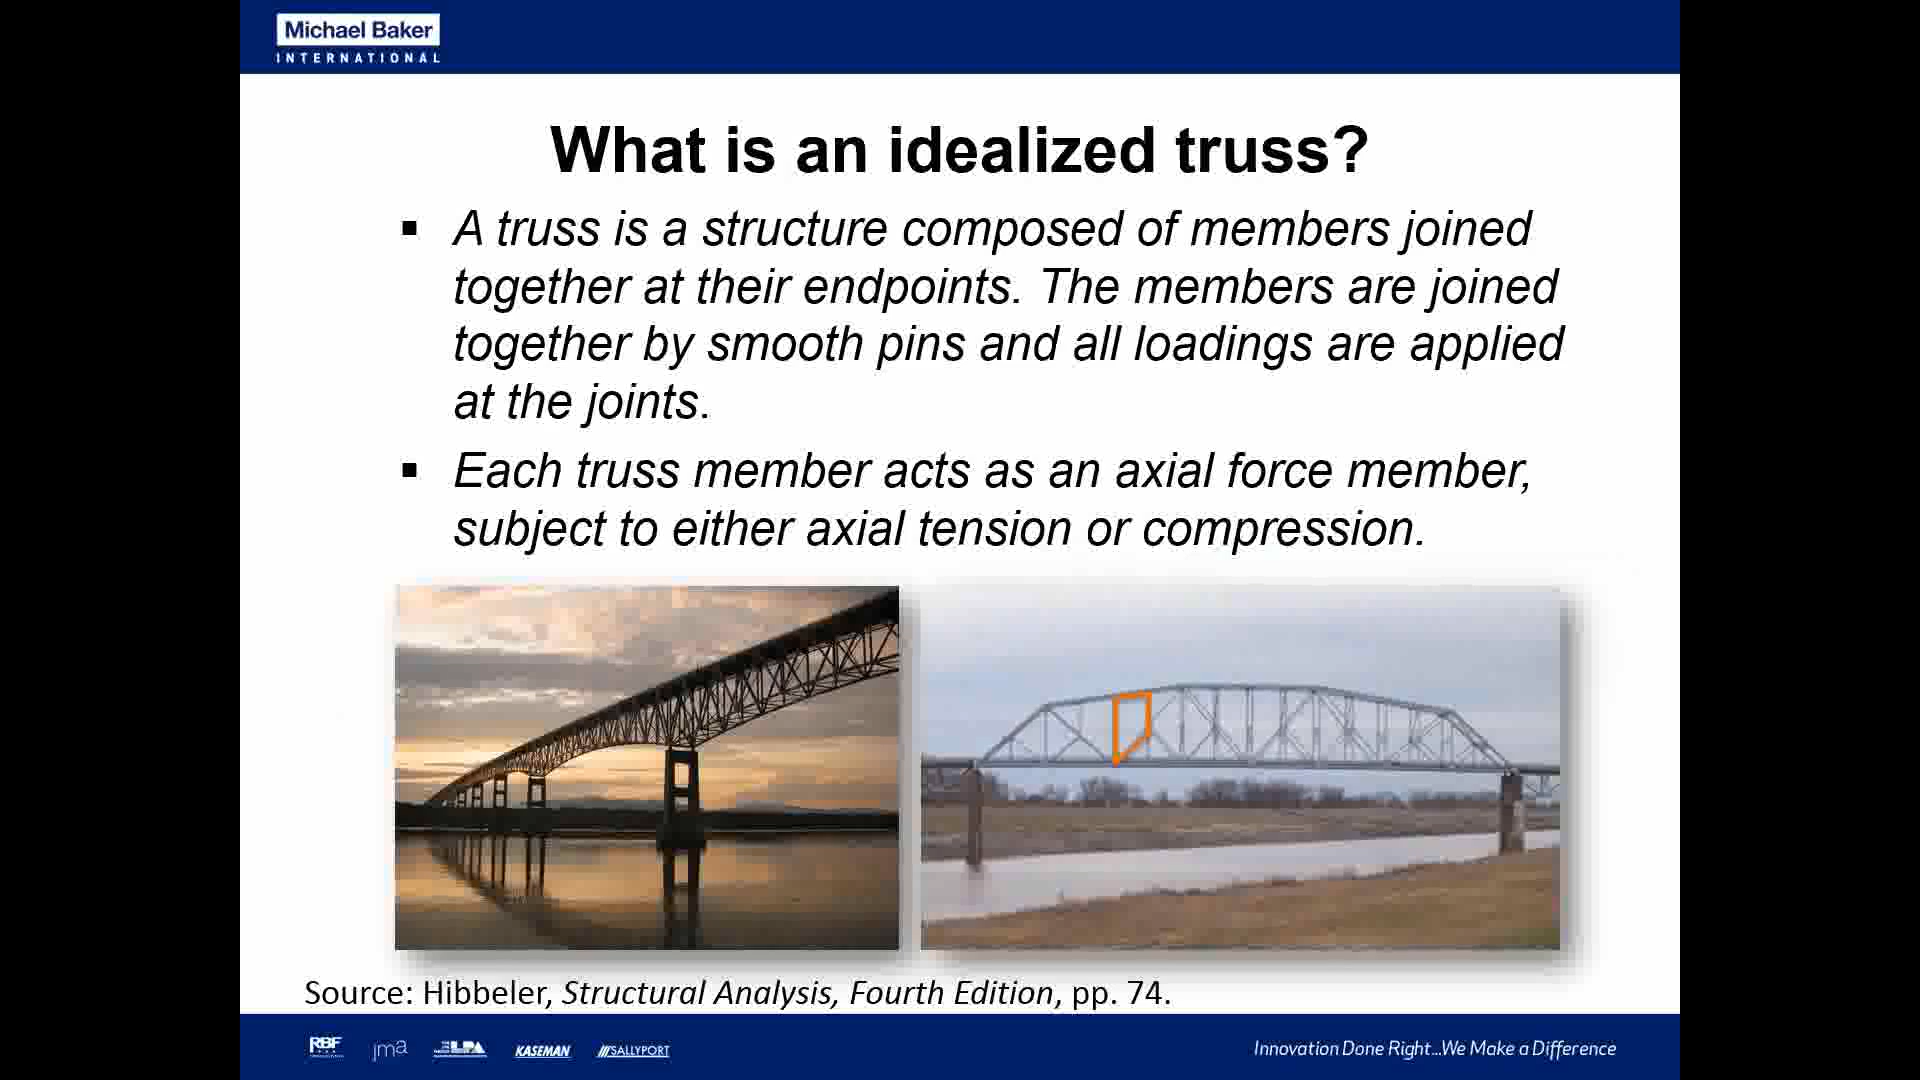 Michael Baker
INTERNATIONAL
What is an idealized truss?
▪ A truss is a structure composed of members joined
together at their endpoints. The members are joined
together by smooth pins and all loadings are applied
at the joints.
▪ Each truss member acts as an axial force member,
subject to either axial tension or compression.
Source: Hibbeler, Structural Analysis, Fourth Edition, pp. 74.
RBF
jma
LPA
KASEMAN
SALLYPORT
Innovation Done Right...We Make a Difference